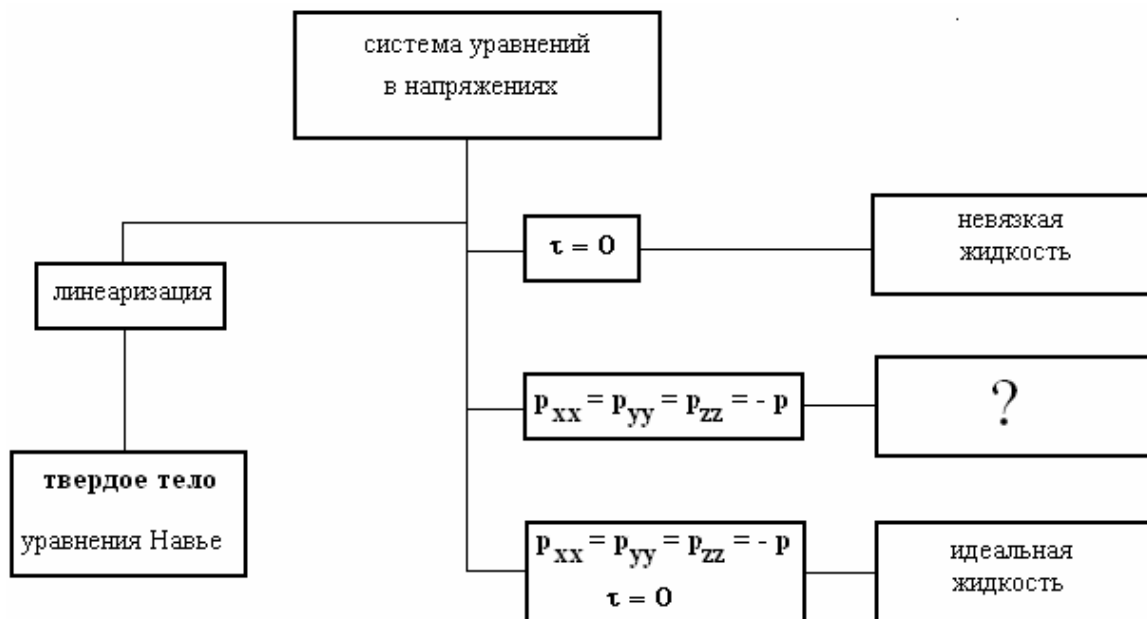 система уравнений
в напряжениях
τ = 0
невязкая
жидкость
линеаризация
p_xx = p_yy = p_zz = - p
?
твердое тело
уравнения Навье
p_xx = p_yy = p_zz = - p
τ = 0
идеальная
жидкость